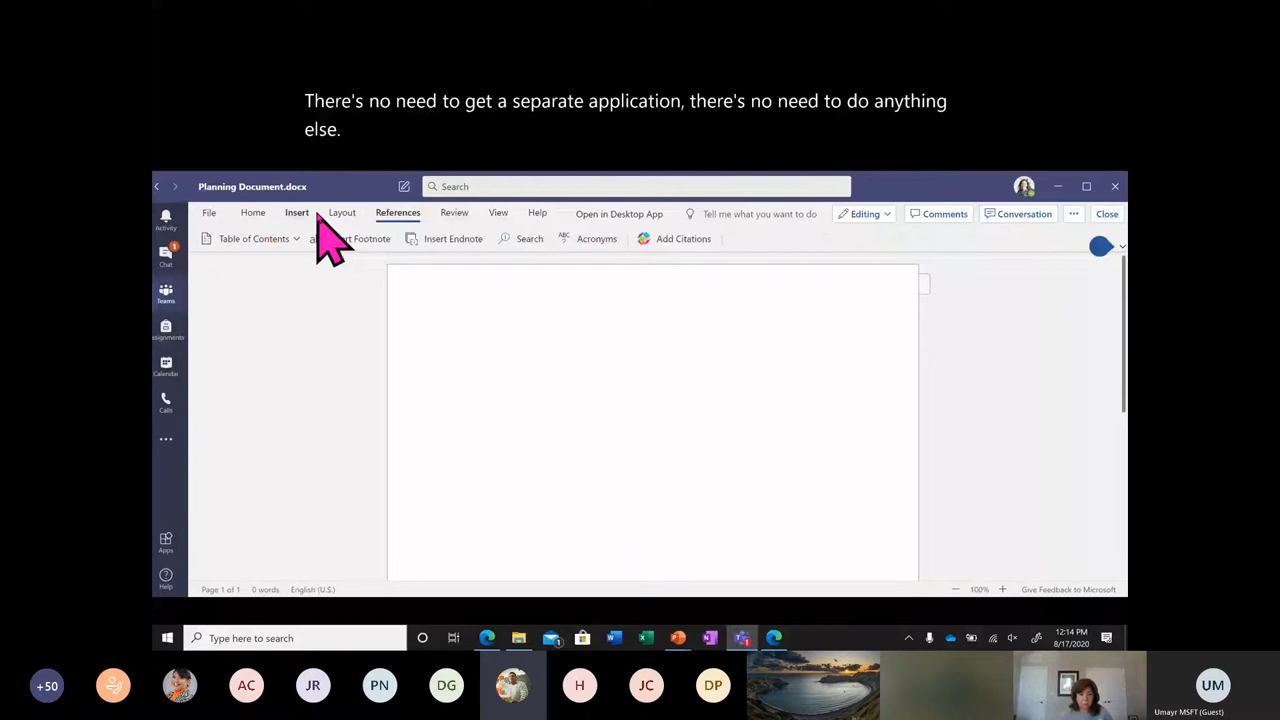 There's no need to get a separate application, there's no need to do anything
else.
Planning Document.docx
Search
File Home Insert Layout References Review View Help Open in Desktop App Tell me what you want to do Editing Comments Conversation ... Close
Table of Contents Footnote Insert Endnote Search Acronyms Add Citations
Activity
Chat
1
Teams
ssignments
Calendar
Calls
Apps
Help
Page 1 of 1 0 words English (U.S.) 100% Give Feedback to Microsoft
Type here to search
12:14 PM
8/17/2020
+50 AC JR PN DG H JC DP UM
Umayr MSFT (Guest)